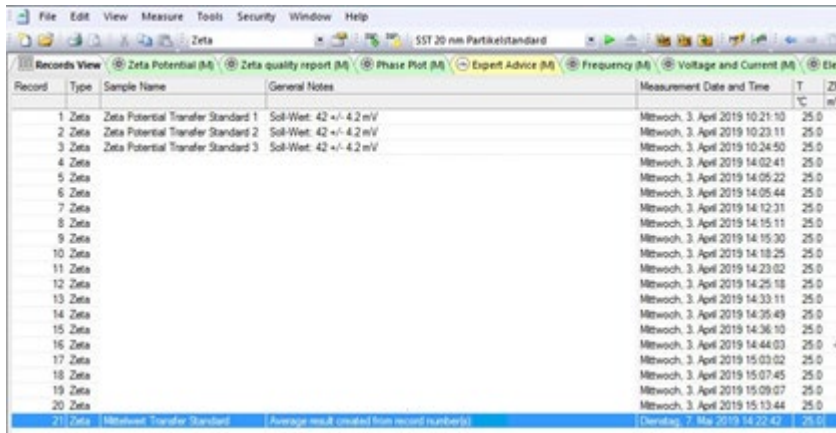 File Edit View Measure Tools Security Window Help
Zeta SST 20 nm Partikelstandard
Records View Zeta Potential (M) Zeta quality report (M) Phase Plot (M) Expert Advice (M) Frequency (M) Voltage and Current (M) Ele
Record Type Sample Name General Notes Measurement Date and Time T
°C
1 Zeta Zeta Potential Transfer Standard 1 Soll-Wert: 42 +/- 4.2 mV Mittwoch, 3. April 2019 10:21:10 25.0
2 Zeta Zeta Potential Transfer Standard 2 Soll-Wert: 42 +/- 4.2 mV Mittwoch, 3. April 2019 10:23:11 25.0
3 Zeta Zeta Potential Transfer Standard 3 Soll-Wert: 42 +/- 4.2 mV Mittwoch, 3. April 2019 10:24:50 25.0
4 Zeta Mittwoch, 3. April 2019 14:02:41 25.0
5 Zeta Mittwoch, 3. April 2019 14:05:22 25.0
6 Zeta Mittwoch, 3. April 2019 14:05:44 25.0
7 Zeta Mittwoch, 3. April 2019 14:12:31 25.0
8 Zeta Mittwoch, 3. April 2019 14:15:11 25.0
9 Zeta Mittwoch, 3. April 2019 14:15:30 25.0
10 Zeta Mittwoch, 3. April 2019 14:18:25 25.0
11 Zeta Mittwoch, 3. April 2019 14:23:02 25.0
12 Zeta Mittwoch, 3. April 2019 14:25:18 25.0
13 Zeta Mittwoch, 3. April 2019 14:33:11 25.0
14 Zeta Mittwoch, 3. April 2019 14:35:49 25.0
15 Zeta Mittwoch, 3. April 2019 14:36:10 25.0
16 Zeta Mittwoch, 3. April 2019 14:44:03 25.0
17 Zeta Mittwoch, 3. April 2019 15:03:02 25.0
18 Zeta Mittwoch, 3. April 2019 15:07:45 25.0
19 Zeta Mittwoch, 3. April 2019 15:09:07 25.0
20 Zeta Mittwoch, 3. April 2019 15:13:44 25.0
21 Zeta Mittelwert Transfer Standard Average result created from record number(s) Dienstag, 7. Mai 2019 14:22:42 25.0